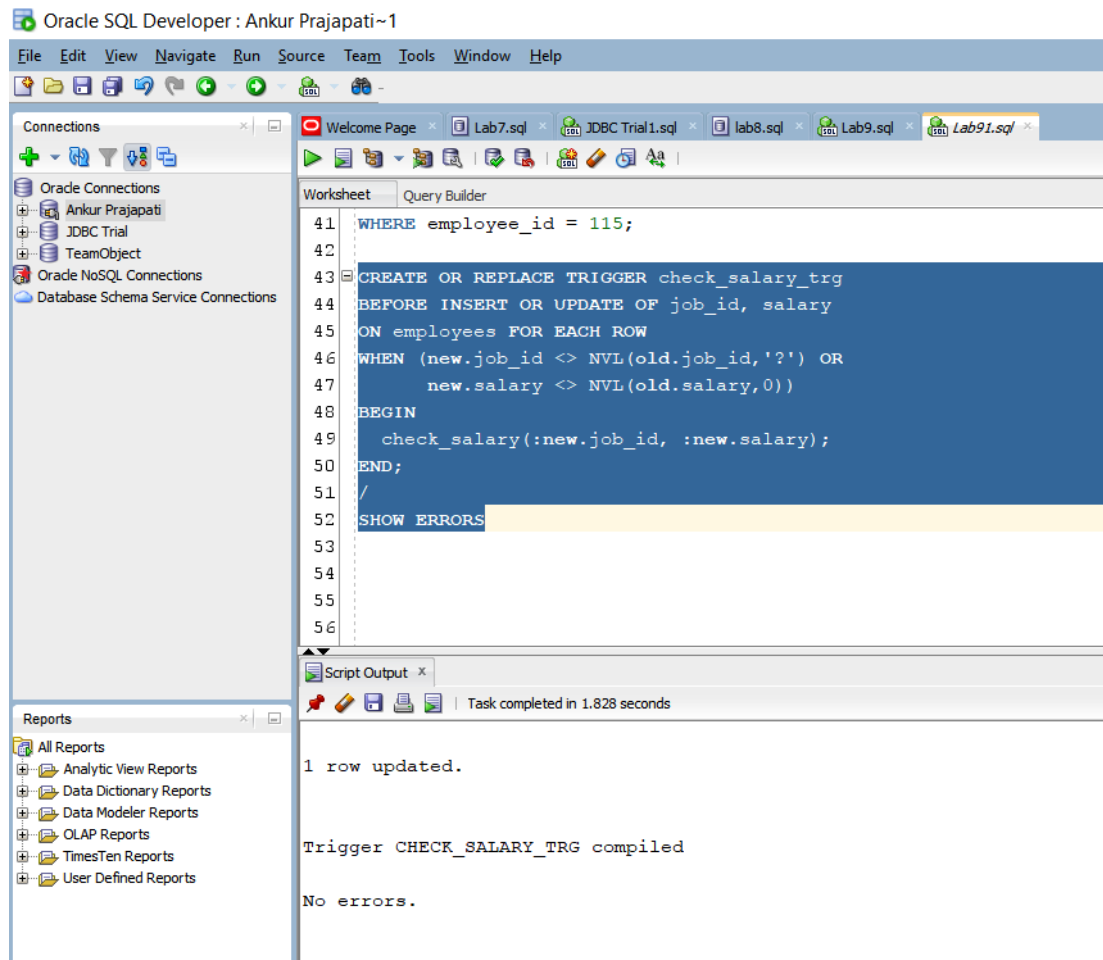 Oracle SQL Developer : Ankur Prajapati~1
File Edit View Navigate Run Source Team Tools Window Help
Connections
Oracle Connections
Ankur Prajapati
JDBC Trial
TeamObject
Oracle NoSQL Connections
Database Schema Service Connections
Welcome Page Lab7.sql JDBC Trial1.sql lab8.sql Lab9.sql Lab91.sql
Worksheet Query Builder
41 WHERE employee_id = 115;
42
43 CREATE OR REPLACE TRIGGER check_salary_trg
44 BEFORE INSERT OR UPDATE OF job_id, salary
45 ON employees FOR EACH ROW
46 WHEN (new.job_id <> NVL(old.job_id,'?') OR
47 new.salary <> NVL(old.salary,0))
48 BEGIN
49 check_salary(:new.job_id, :new.salary);
50 END;
51 /
52 SHOW ERRORS
53
54
55
56
Script Output
Task completed in 1.828 seconds
1 row updated.
Trigger CHECK_SALARY_TRG compiled
No errors.
Reports
All Reports
Analytic View Reports
Data Dictionary Reports
Data Modeler Reports
OLAP Reports
TimesTen Reports
User Defined Reports